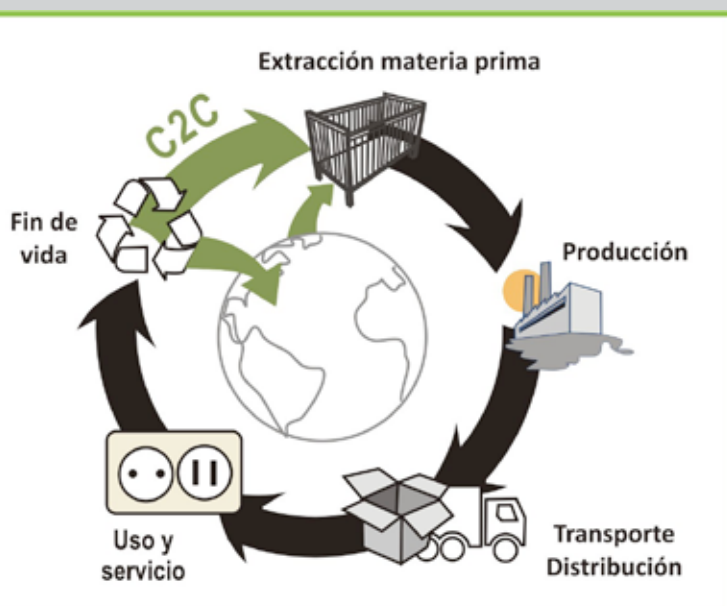 Extracción materia prima
C2C
Fin de
vida
Producción
Uso y
servicio
Transporte
Distribución